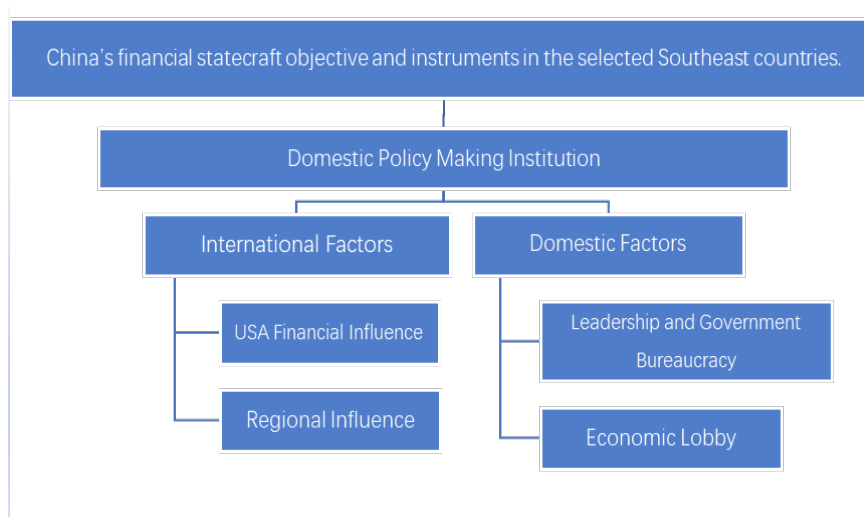 China's financial statecraft objective and instruments in the selected Southeast countries.
Domestic Policy Making Institution
International Factors
Domestic Factors
USA Financial Influence
Leadership and Government
Bureaucracy
Regional Influence
Economic Lobby